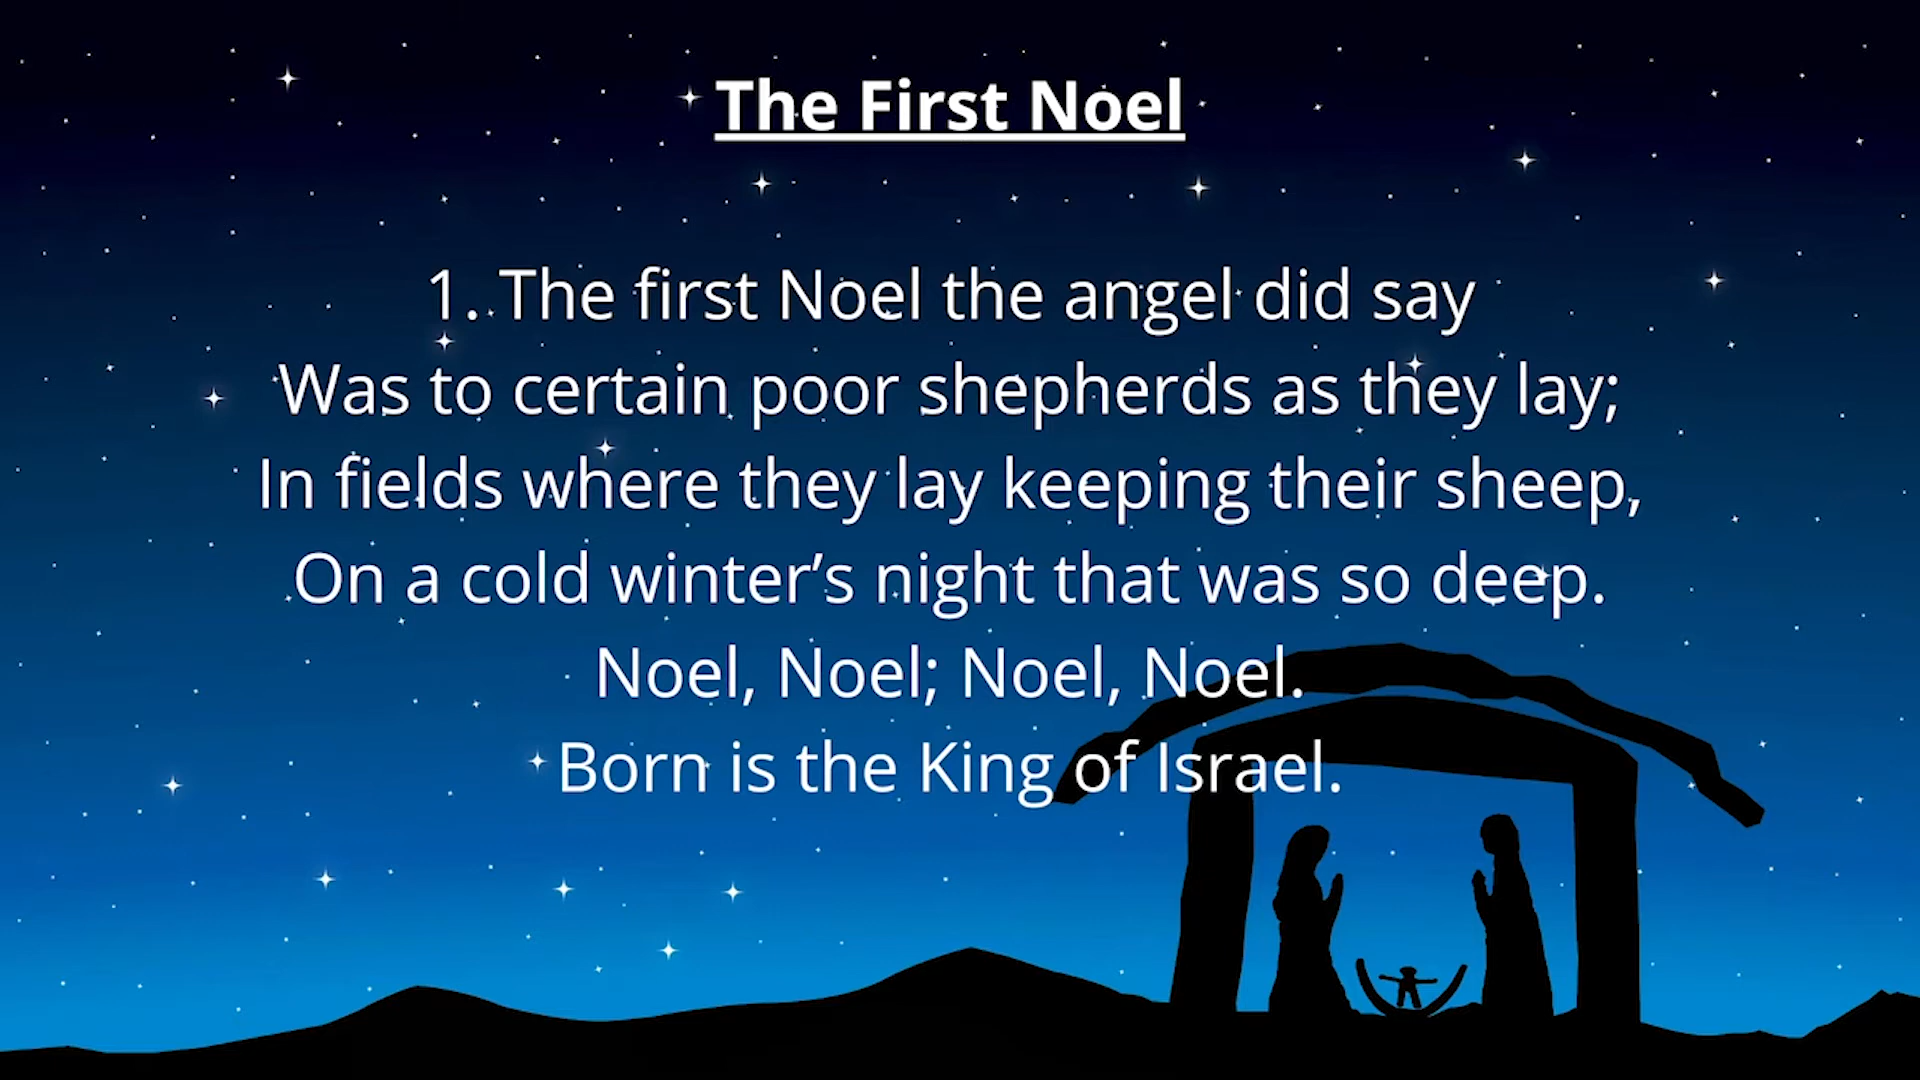 The First Noel
1. The first Noel the angel did say
Was to certain poor shepherds as they lay;
In fields where they lay keeping their sheep,
On a cold winter’s night that was so deep.
Noel, Noel; Noel, Noel.
Born is the King of Israel.